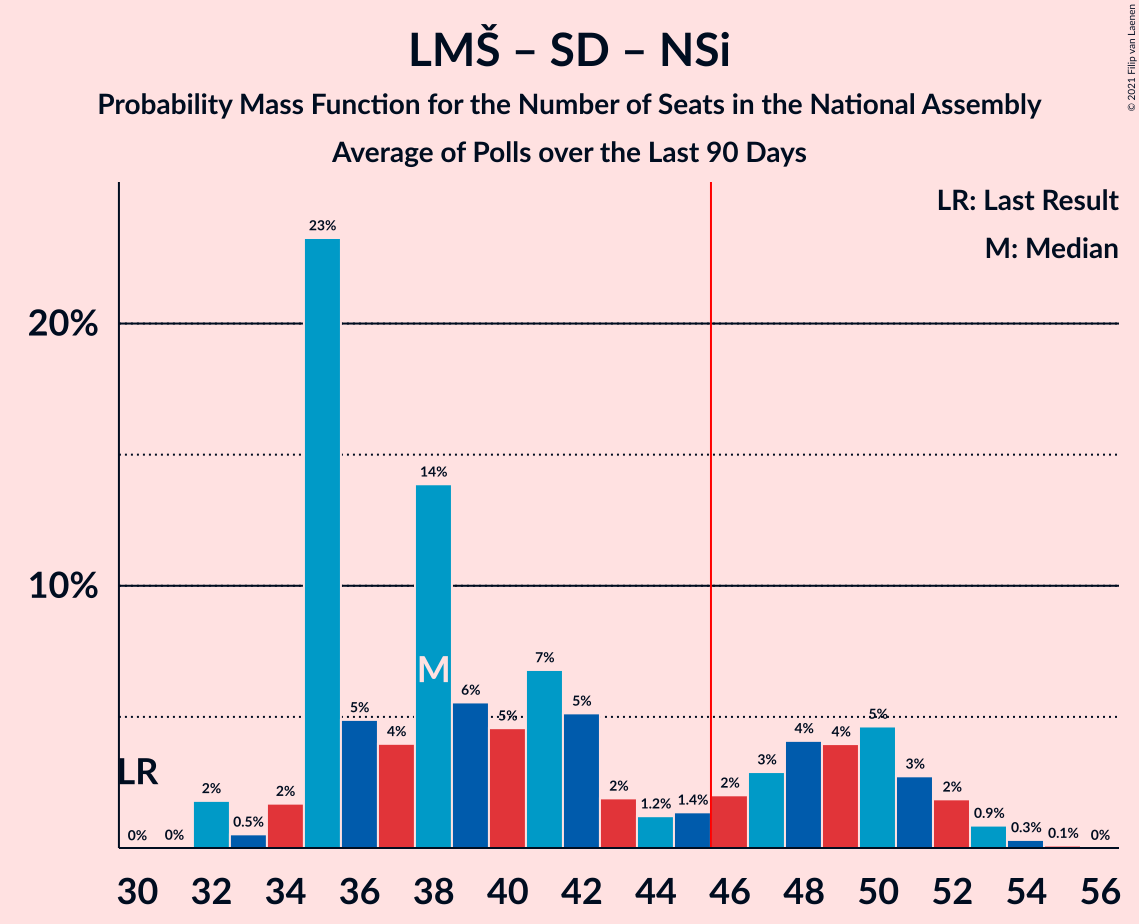 LMŠ – SD – NSi
Probability Mass Function for the Number of Seats in the National Assembly
Average of Polls over the Last 90 Days
© 2021 Filip van Laenen
LR: Last Result
M: Median
20%
10%
LR
M
0% 0% 2% 0.5% 2% 23% 5% 4% 14% 6% 5% 7% 5% 2% 1.2% 1.4% 2% 3% 4% 4% 5% 3% 2% 0.9% 0.3% 0.1% 0%
30 32 34 36 38 40 42 44 46 48 50 52 54 56